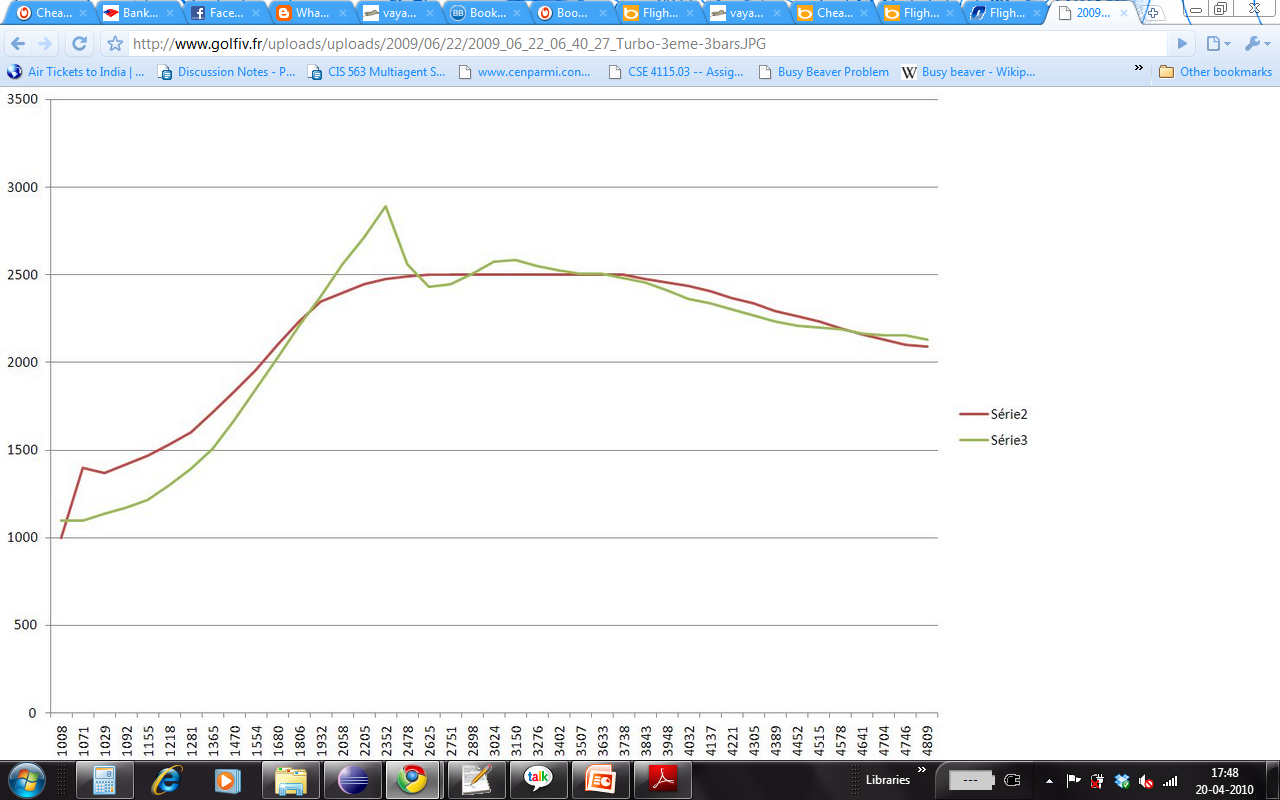 Chea...
Bank...
Face...
Wha...
vaya...
BB Book...
Boo...
Fligh...
vaya...
Chea...
Fligh...
Fligh...
2009...
http://www.golfiv.fr/uploads/uploads/2009/06/22/2009_06_22_06_40_27_Turbo-3eme-3bars.JPG
Air Tickets to India | ...
Discussion Notes - P...
CIS 563 Multiagent S...
www.cenparmi.con...
CSE 4115.03 -- Assig...
Busy Beaver Problem
W Busy beaver - Wikip...
»
Other bookmarks
3500
3000
2500
2000
1500
1000
500
0
Série2
Série3
1008
1071
1029
1092
1155
1218
1281
1365
1470
1554
1680
1806
1932
2058
2205
2352
2478
2625
2751
2898
3024
3150
3276
3402
3507
3633
3738
3843
3948
4032
4137
4221
4305
4389
4452
4515
4578
4641
4704
4746
4809
talk
Libraries »
---
17:48
20-04-2010